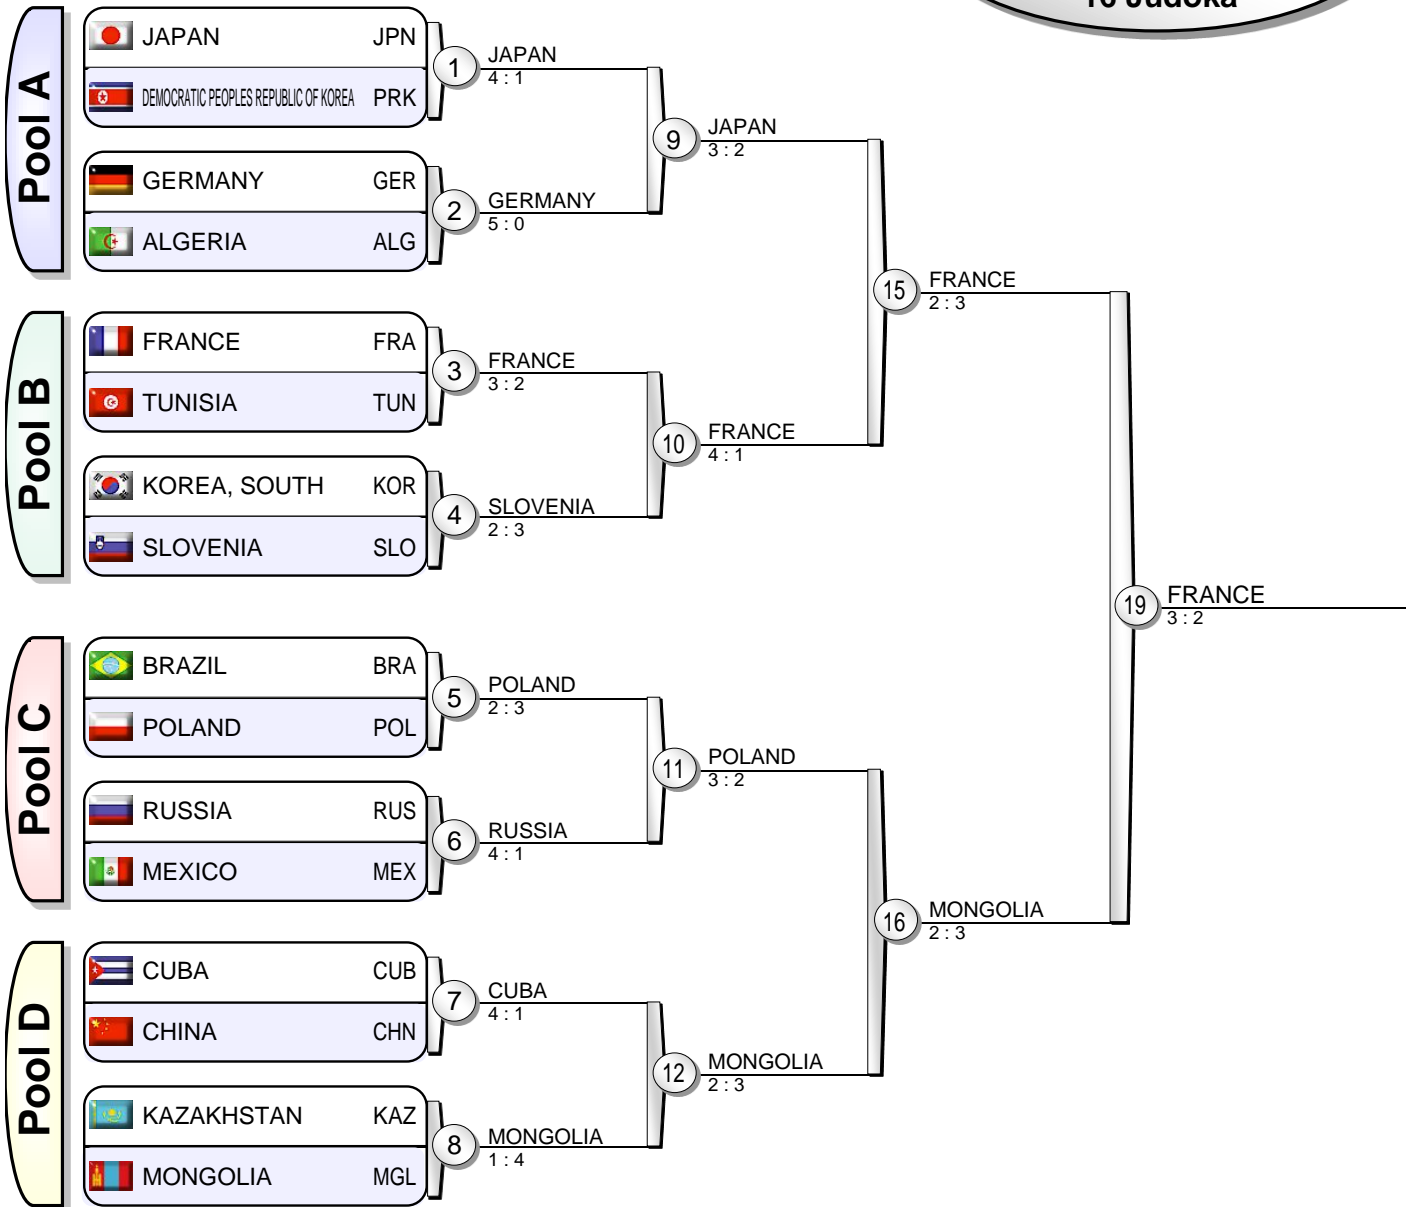 16 Judoka
Pool A
JAPAN JPN
DEMOCRATIC PEOPLES REPUBLIC OF KOREA PRK
GERMANY GER
ALGERIA ALG
1
JAPAN
4 : 1
2
GERMANY
5 : 0
9
JAPAN
3 : 2
Pool B
FRANCE FRA
TUNISIA TUN
KOREA, SOUTH KOR
SLOVENIA SLO
3
FRANCE
3 : 2
4
SLOVENIA
2 : 3
10
FRANCE
4 : 1
15
FRANCE
2 : 3
Pool C
BRAZIL BRA
POLAND POL
RUSSIA RUS
MEXICO MEX
5
POLAND
2 : 3
6
RUSSIA
4 : 1
11
POLAND
3 : 2
Pool D
CUBA CUB
CHINA CHN
KAZAKHSTAN KAZ
MONGOLIA MGL
7
CUBA
4 : 1
8
MONGOLIA
1 : 4
12
MONGOLIA
2 : 3
16
MONGOLIA
2 : 3
19
FRANCE
3 : 2